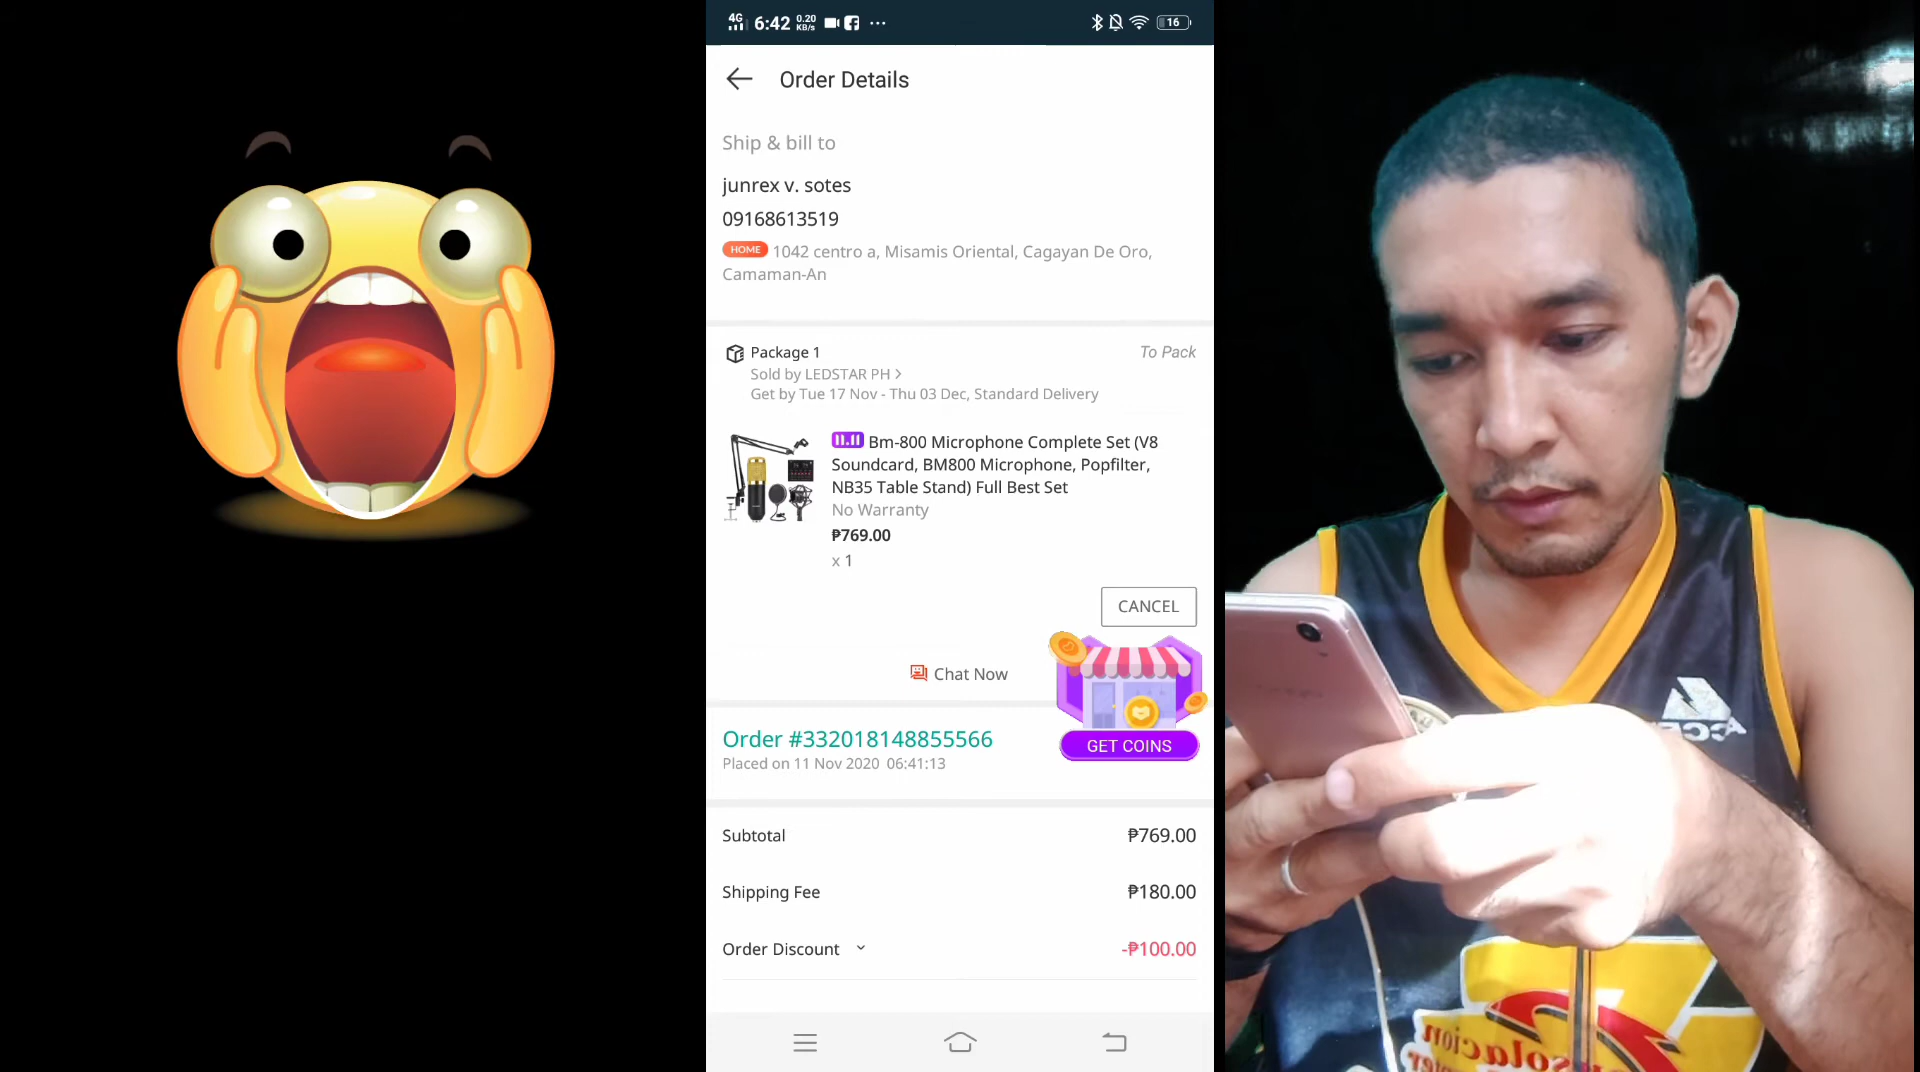 4G 6:42 0.20 KB/s ... 16
Order Details
Ship & bill to
junrex v. sotes
09168613519
HOME 1042 centro a, Misamis Oriental, Cagayan De Oro,
Camaman-An
Package 1 To Pack
Sold by LEDSTAR PH >
Get by Tue 17 Nov - Thu 03 Dec, Standard Delivery
11.11 Bm-800 Microphone Complete Set (V8
Soundcard, BM800 Microphone, Popfilter,
NB35 Table Stand) Full Best Set
No Warranty
₱769.00
x 1
CANCEL
Chat Now
GET COINS
Order #332018148855566
Placed on 11 Nov 2020 06:41:13
Subtotal ₱769.00
Shipping Fee ₱180.00
Order Discount -₱100.00